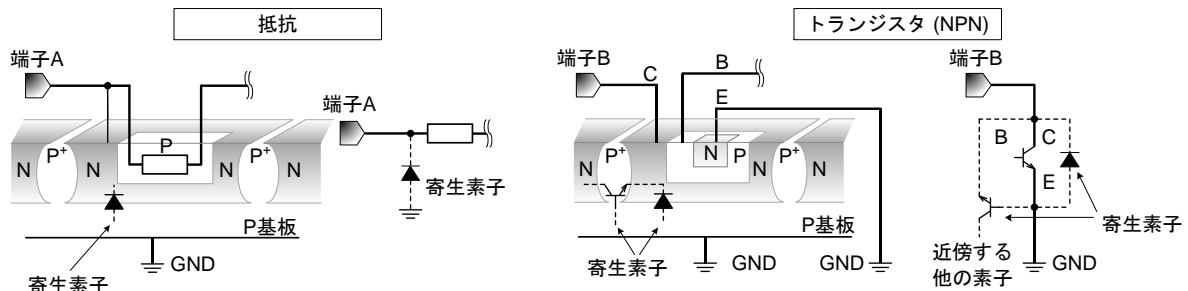 抵抗
トランジスタ (NPN)
端子A
端子A
N
P+
N
P
N
P+
N
寄生素子
P基板
GND
寄生素子
端子B
C
B
E
N
P+
N
N
P
N
P+
N
P基板
寄生素子
GND
GND
端子B
B
C
E
寄生素子
近傍する
他の素子
GND